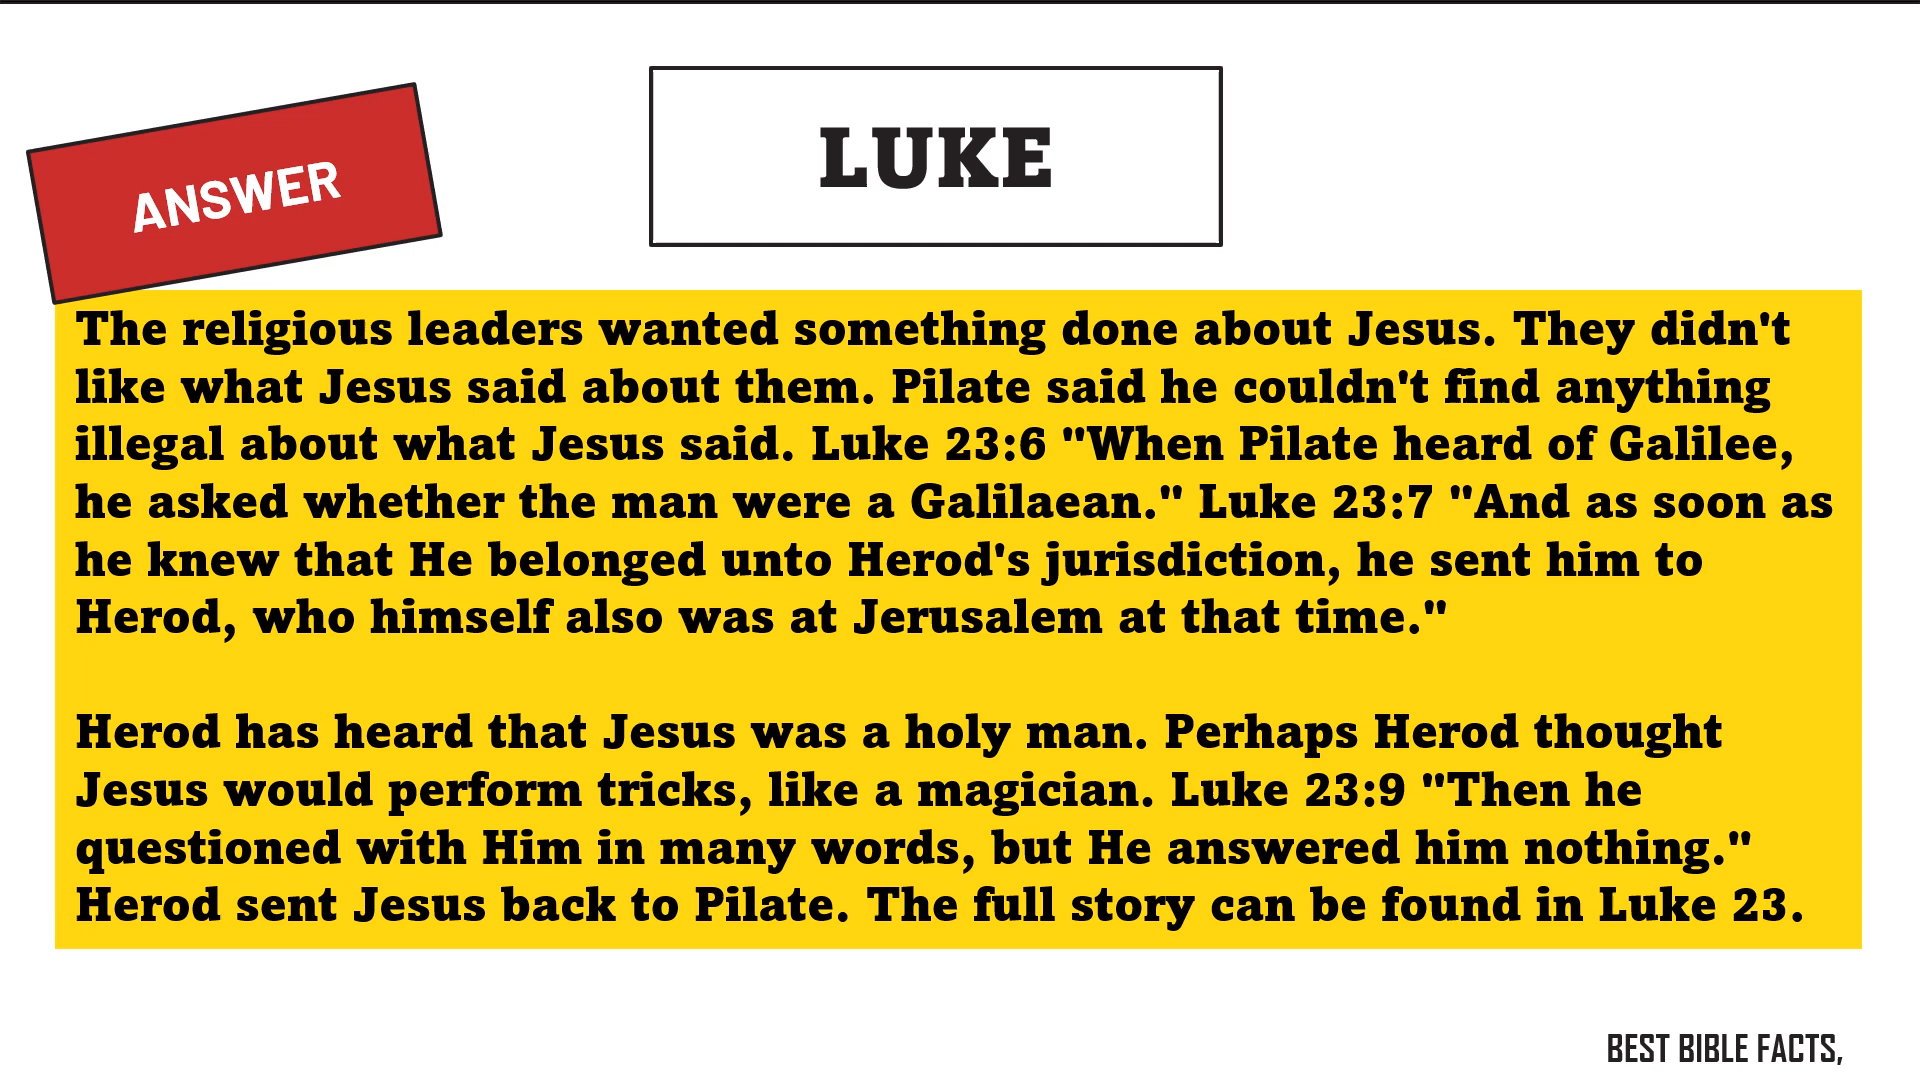 ANSWER
LUKE
The religious leaders wanted something done about Jesus. They didn't
like what Jesus said about them. Pilate said he couldn't find anything
illegal about what Jesus said. Luke 23:6 "When Pilate heard of Galilee,
he asked whether the man were a Galilaean." Luke 23:7 "And as soon as
he knew that He belonged unto Herod's jurisdiction, he sent him to
Herod, who himself also was at Jerusalem at that time."
Herod has heard that Jesus was a holy man. Perhaps Herod thought
Jesus would perform tricks, like a magician. Luke 23:9 "Then he
questioned with Him in many words, but He answered him nothing."
Herod sent Jesus back to Pilate. The full story can be found in Luke 23.
BEST BIBLE FACTS,